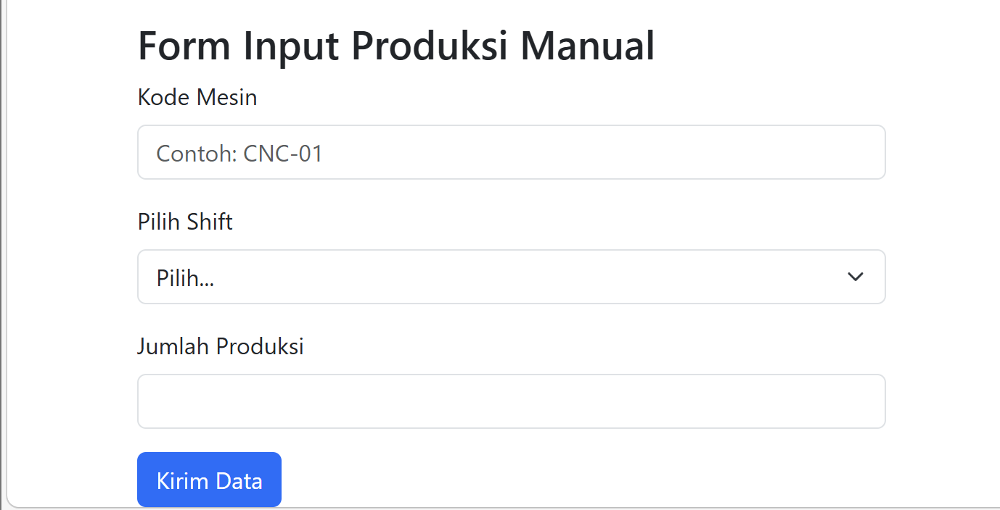 Form Input Produksi Manual
Kode Mesin
Contoh: CNC-01
Pilih Shift
Pilih...
Jumlah Produksi
Kirim Data